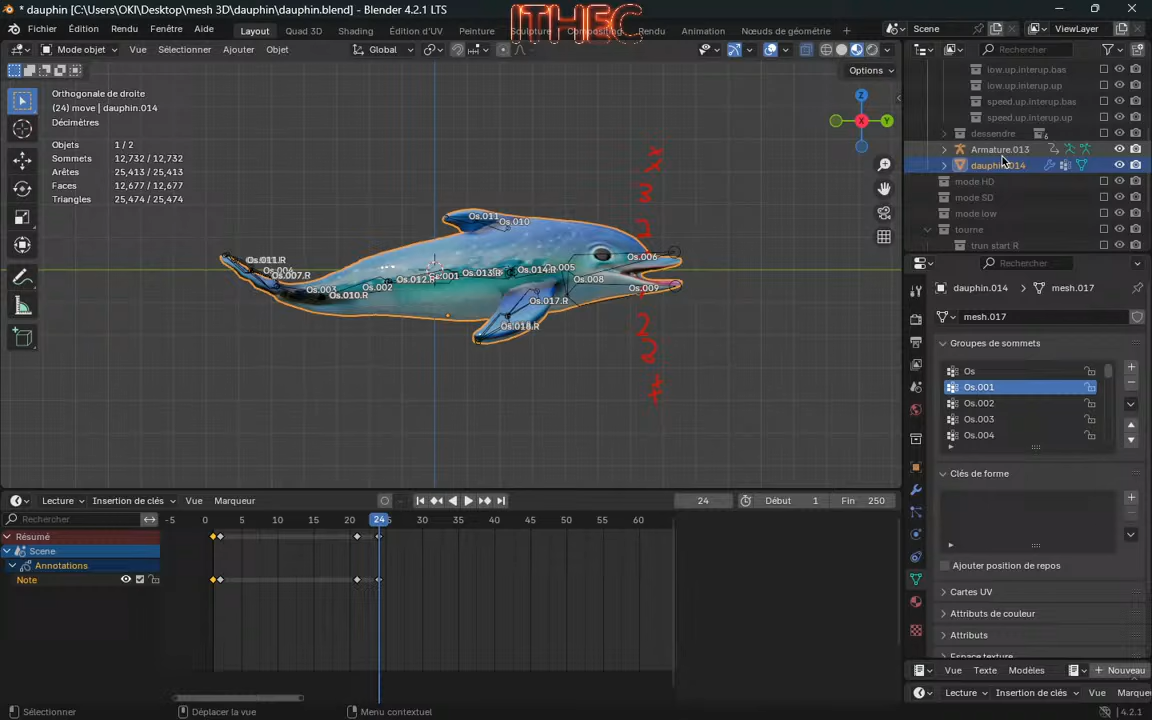 * dauphin [C:\Users\OKI\Desktop\mesh 3D\dauphin\dauphin.blend] - Blender 4.2.1 LTS
ITHEC
Fichier Édition Rendu Fenêtre Aide Layout Quad 3D Shading Édition d'UV Peinture Sculpture Rendu Animation Nœuds de géométrie Scene ViewLayer
Mode objet Vue Sélectionner Ajouter Objet Global Rechercher
Options
Orthogonale de droite
(24) move | dauphin.014
Décimètres
Objets 1 / 2
Sommets 12,732 / 12,732
Arêtes 25,413 / 25,413
Faces 12,677 / 12,677
Triangles 25,474 / 25,474
Z
X
Y
Os.011
Os.010
Os.006
Os.005
Os.014.R
Os.013.R
Os.012.R
Os.008
Os.009
Os.007.R
Os.003
Os.002
Os.010.R
Os.017.R
Os.018.R
low.up.interup.bas
low.up.interup.up
speed.up.interup.bas
speed.up.interup.up
dessendre 6
Armature.013
dauphin.014
mode HD
mode SD
mode low
tourne
trun start R
Rechercher
dauphin.014 mesh.017
mesh.017
Groupes de sommets
Os
Os.001
Os.002
Os.003
Os.004
Clés de forme
Ajouter position de repos
Cartes UV
Attributs de couleur
Attributs
Espace texture
Vue Texte Modèles Nouveau
Lecture Insertion de clés Vue Marque
Lecture Insertion de clés Vue Marqueur 24 Début 1 Fin 250
Rechercher -5 0 5 10 15 20 24 30 35 40 45 50 55 60
Résumé
Scene
Annotations
Note
Sélectionner Déplacer la vue Menu contextuel 4.2.1